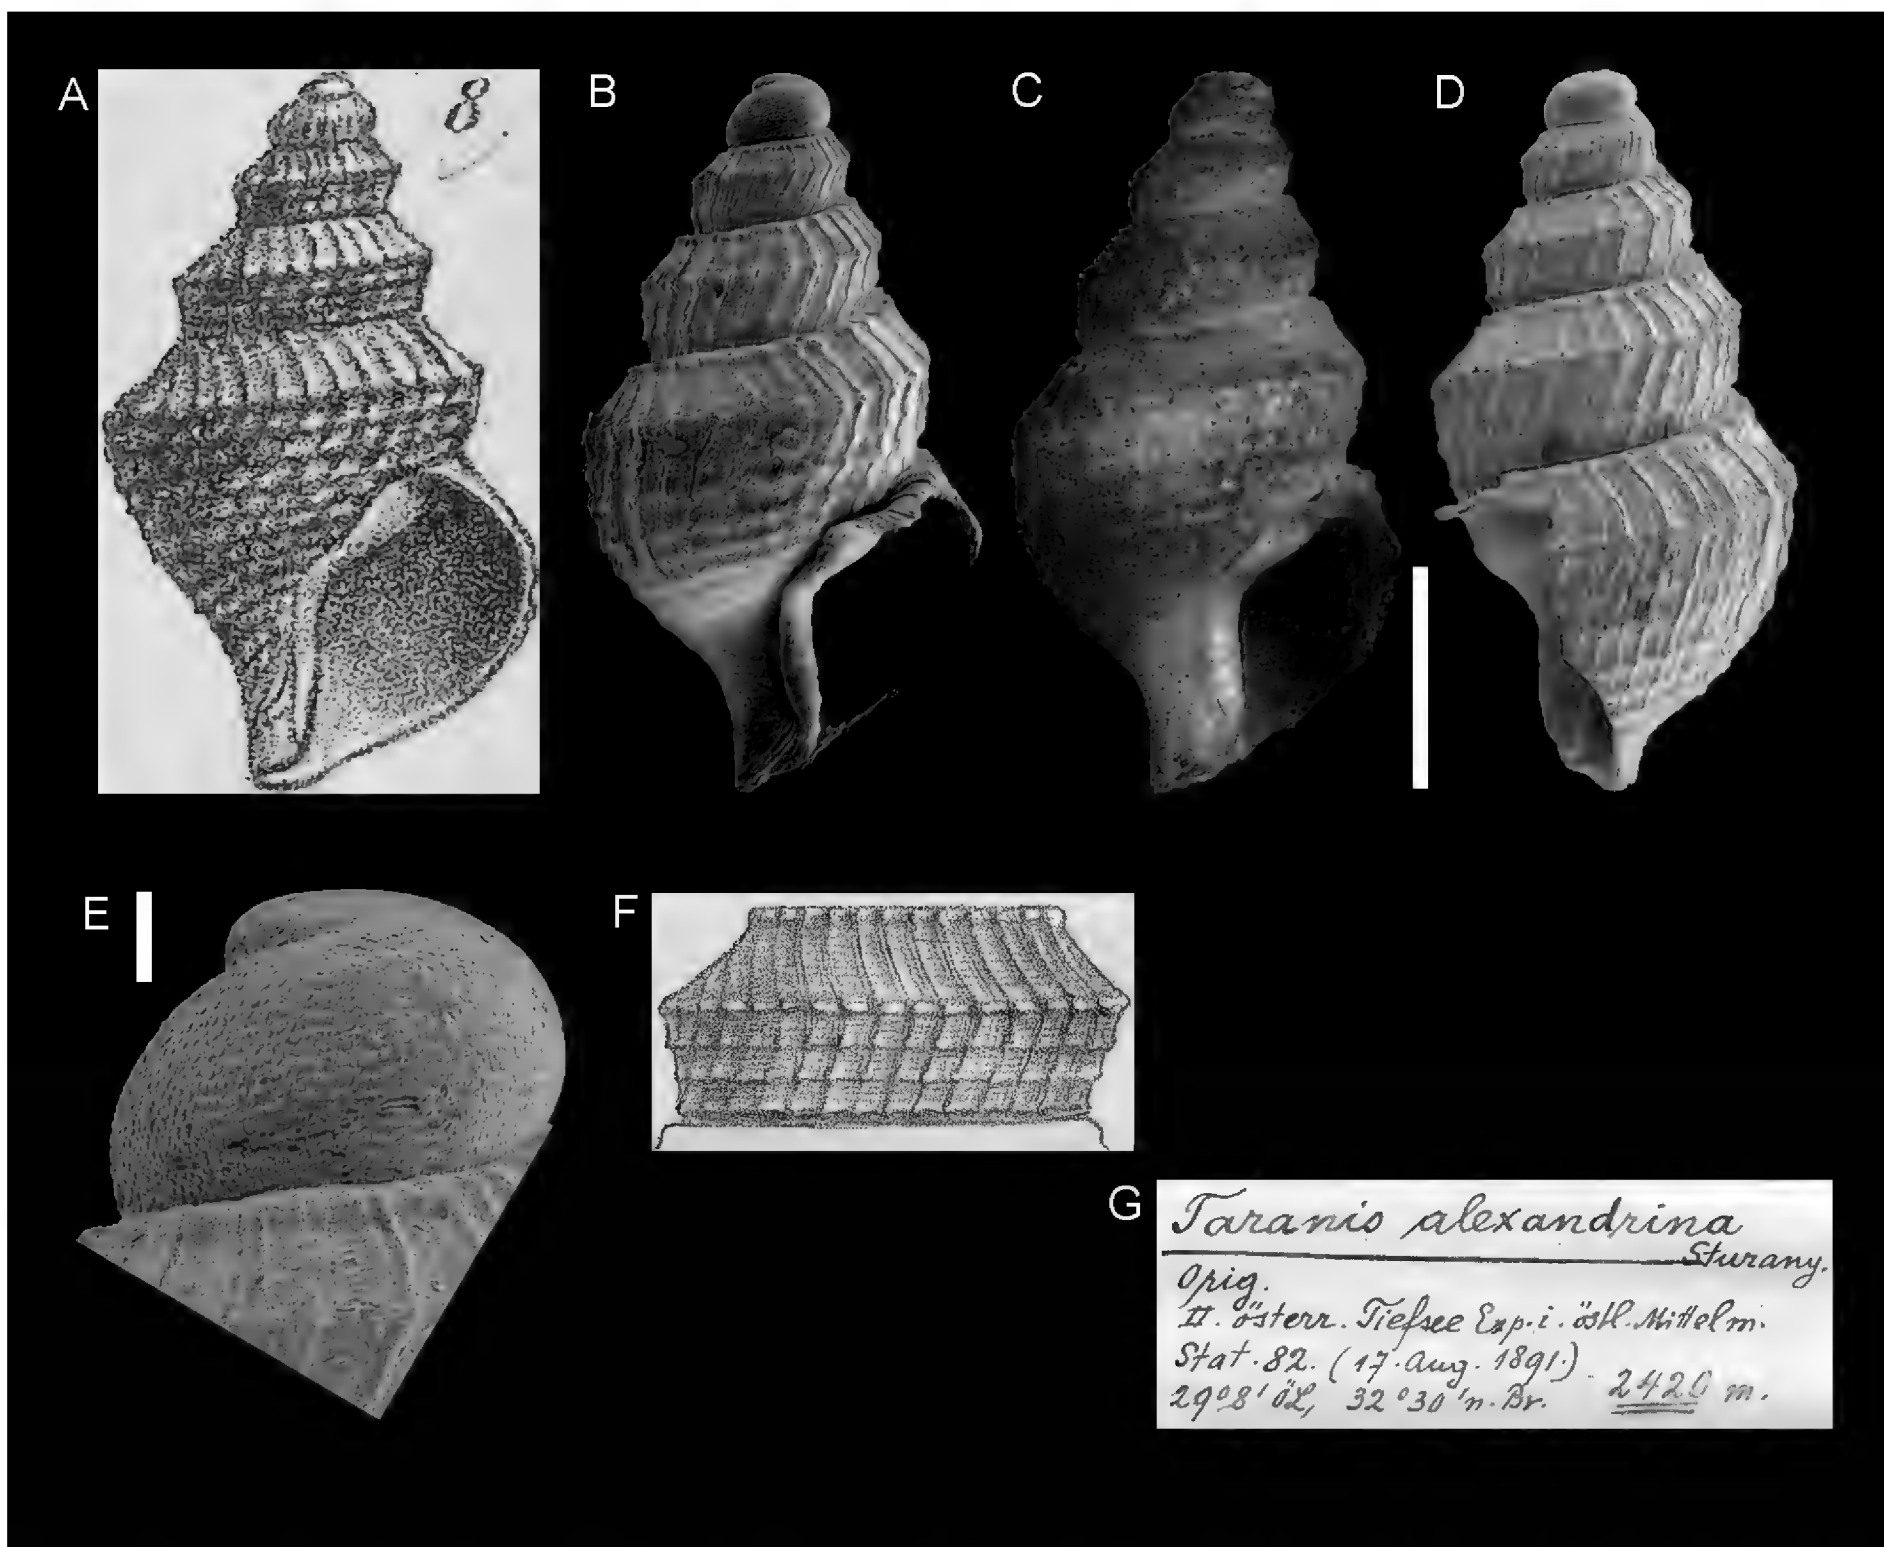 A
8
B
C
D
E
F
G
Taranis alexandrina
Sturany.
Orig.
II. österr. Tiefsee Exp. i. östl. Mittelm.
Stat. 82. (17. Aug. 1891.)
29°8' ÖL, 32°30' n. Br. 2420 m.